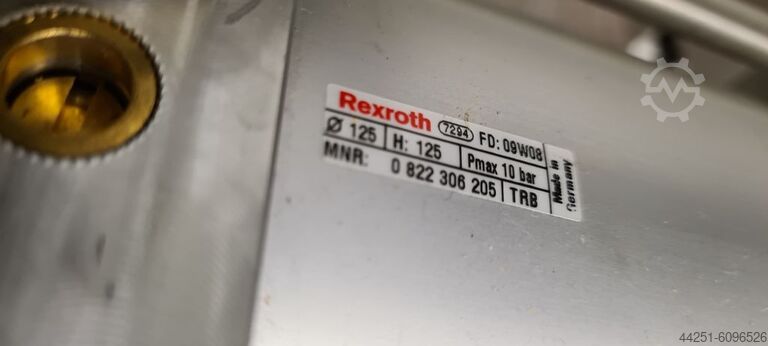 Rexroth 7294 FD: 09W08
Ø 125 H: 125 Pmax 10 bar
MNR: 0 822 306 205 TRB
Made in
Germany
44251-6096526